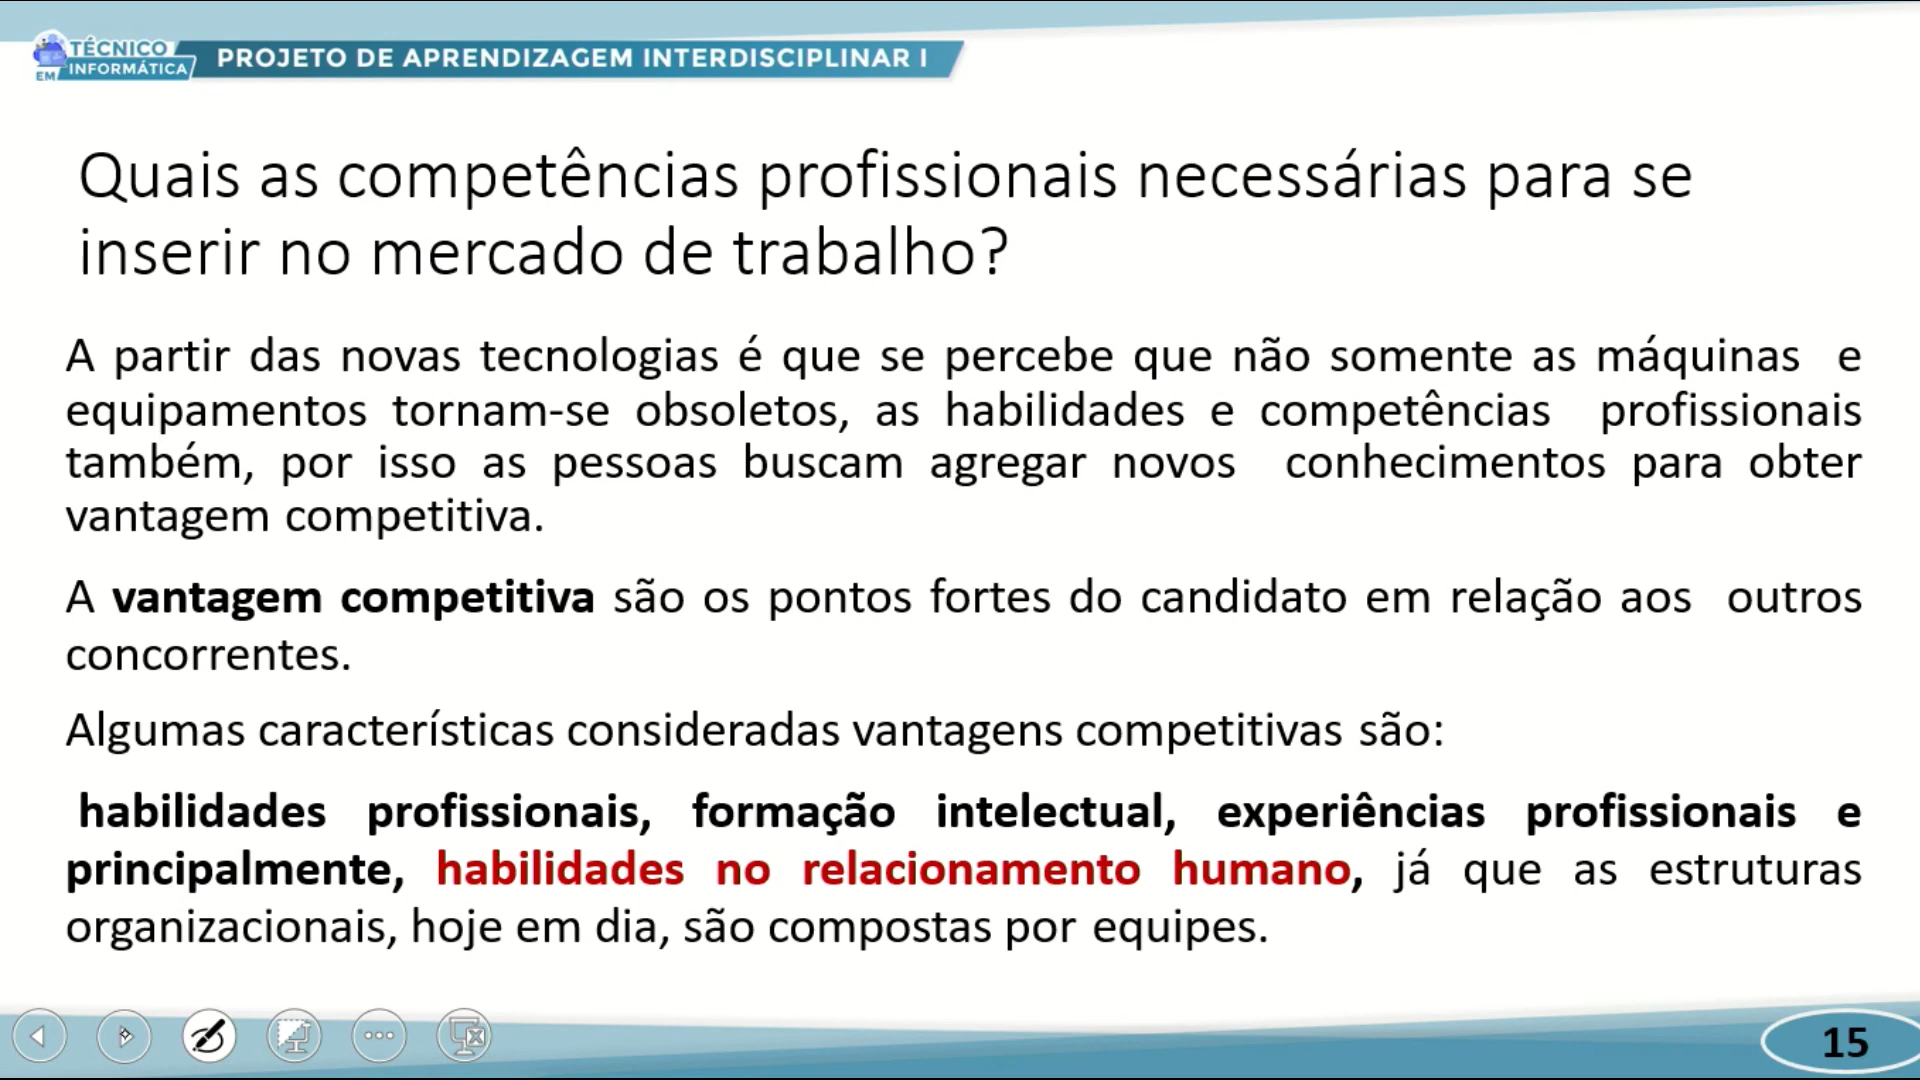 TÉCNICO
EM INFORMÁTICA
PROJETO DE APRENDIZAGEM INTERDISCIPLINAR I
Quais as competências profissionais necessárias para se
inserir no mercado de trabalho?
A partir das novas tecnologias é que se percebe que não somente as máquinas e
equipamentos tornam-se obsoletos, as habilidades e competências profissionais
também, por isso as pessoas buscam agregar novos conhecimentos para obter
vantagem competitiva.
A vantagem competitiva são os pontos fortes do candidato em relação aos outros
concorrentes.
Algumas características consideradas vantagens competitivas são:
habilidades profissionais, formação intelectual, experiências profissionais e
principalmente, habilidades no relacionamento humano, já que as estruturas
organizacionais, hoje em dia, são compostas por equipes.
15